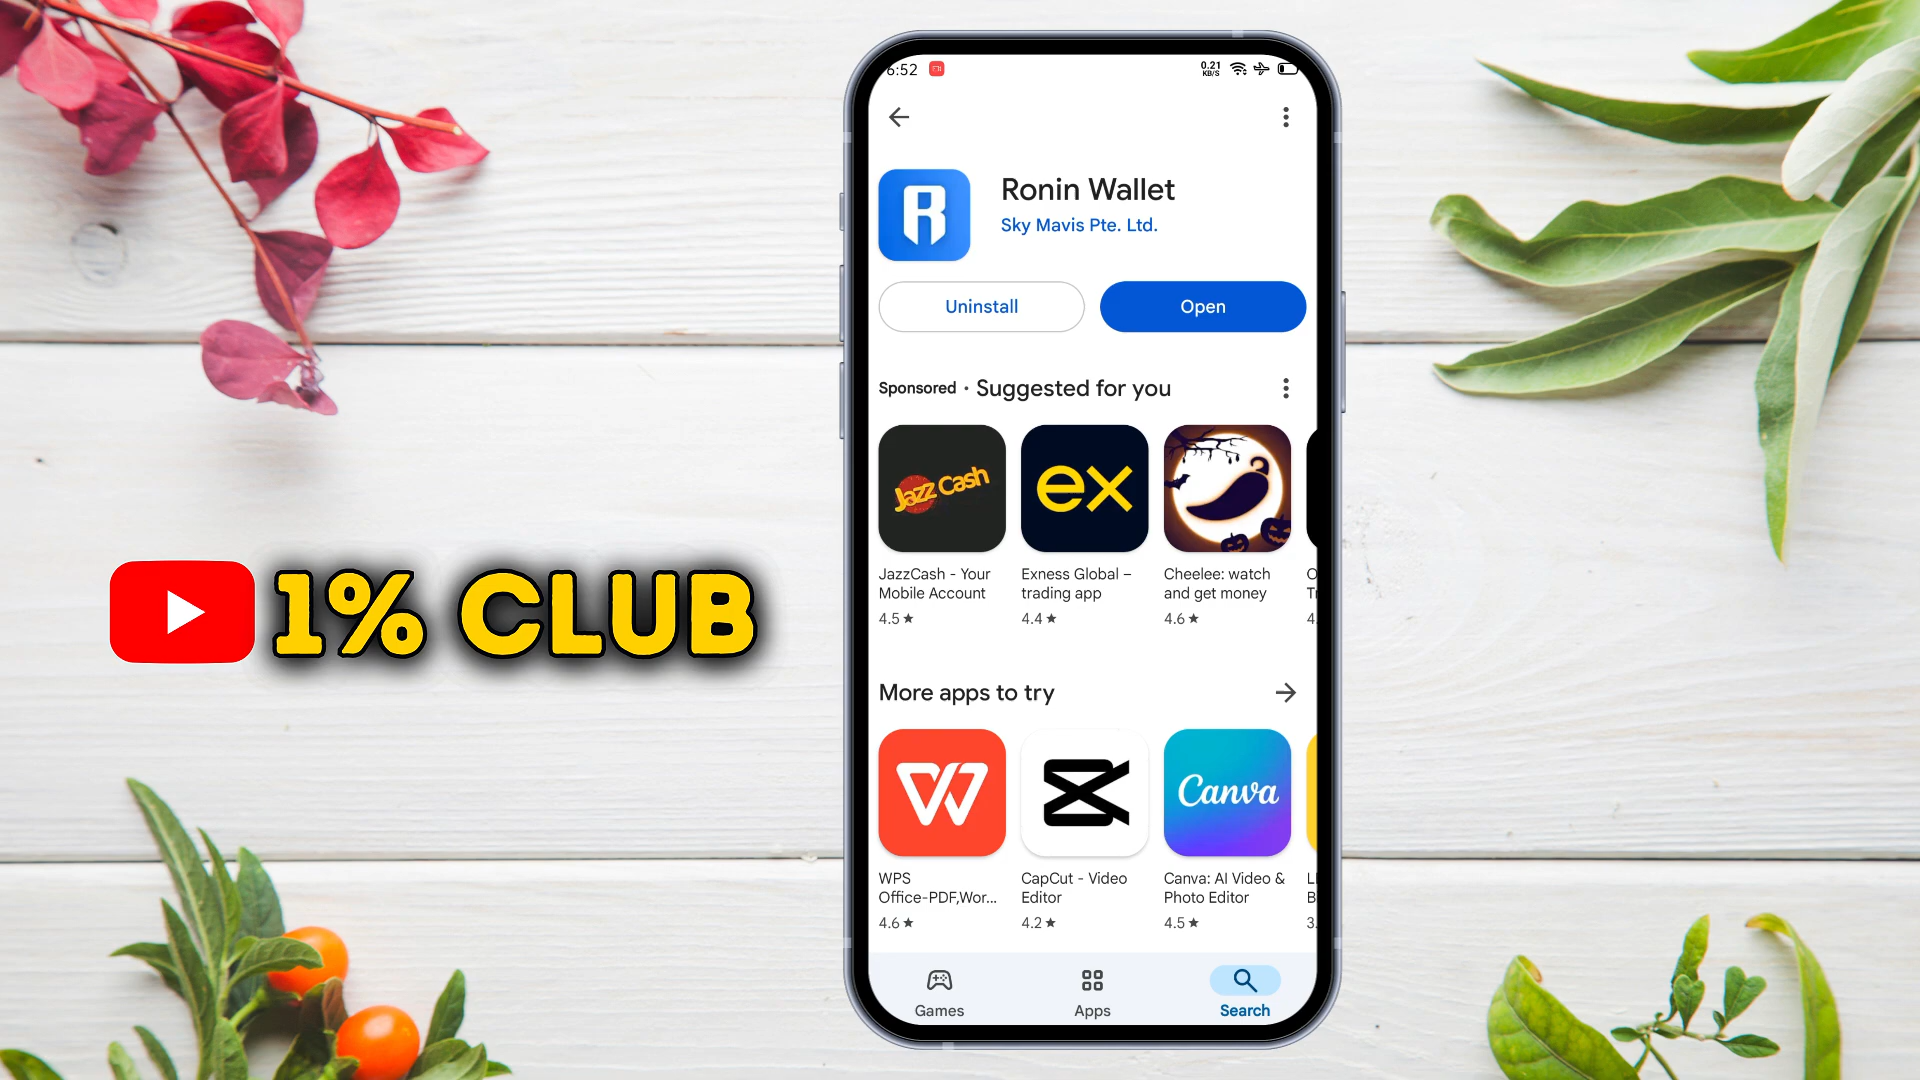 1% CLUB
6:52
0.21
KB/S
R
Ronin Wallet
Sky Mavis Pte. Ltd.
Uninstall
Open
Sponsored • Suggested for you
Jazz Cash
ex
JazzCash - Your
Mobile Account
4.5★
Exness Global –
trading app
4.4★
Cheelee: watch
and get money
4.6★
More apps to try
W
Canva
WPS
Office-PDF,Wor...
4.6★
CapCut - Video
Editor
4.2★
Canva: AI Video &
Photo Editor
4.5★
Games
Apps
Search